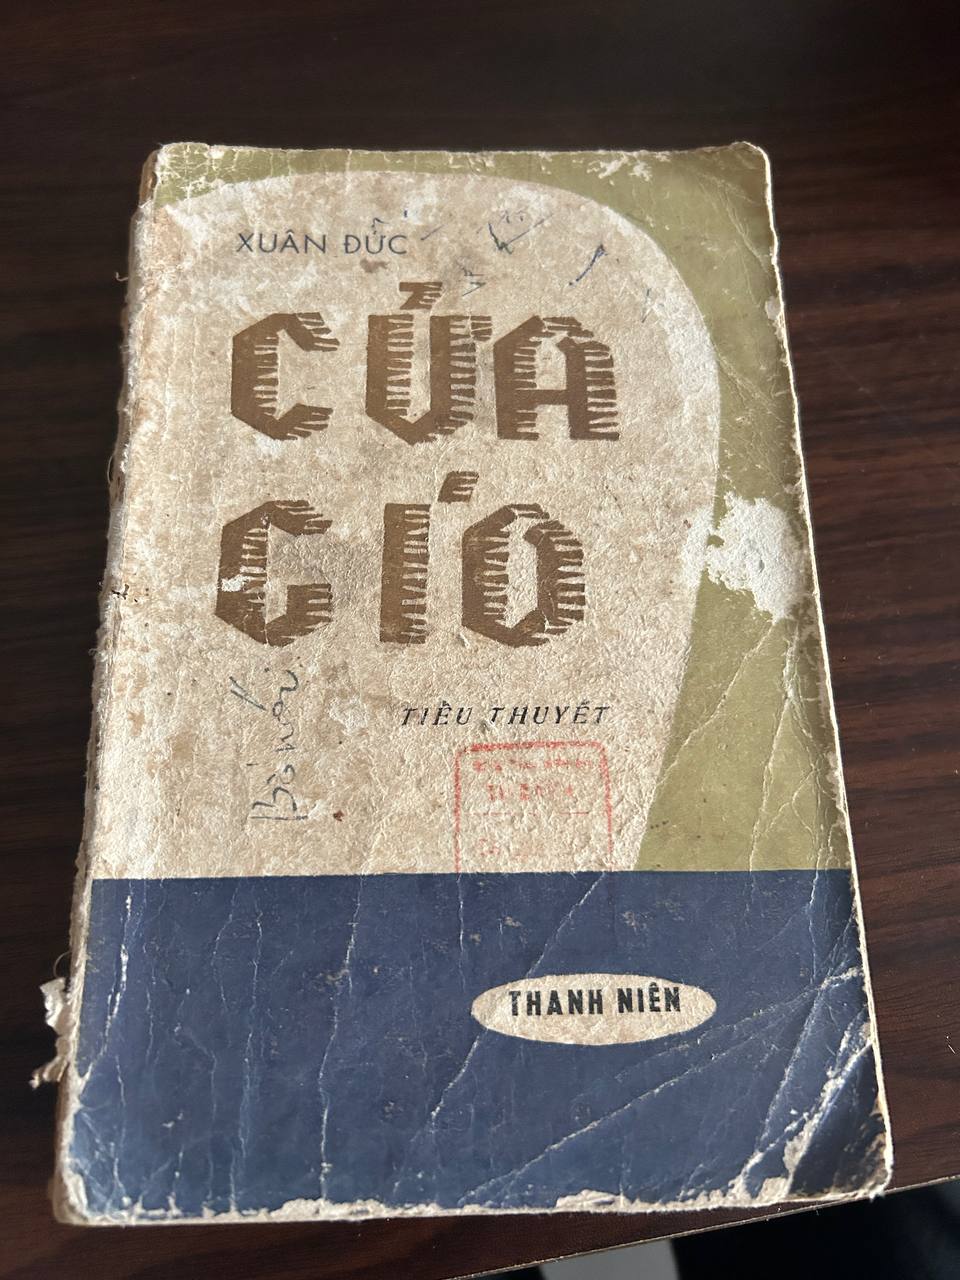 XUÂN ĐỨC
CỬA
GIÓ
TIỂU THUYẾT
THANH NIÊN